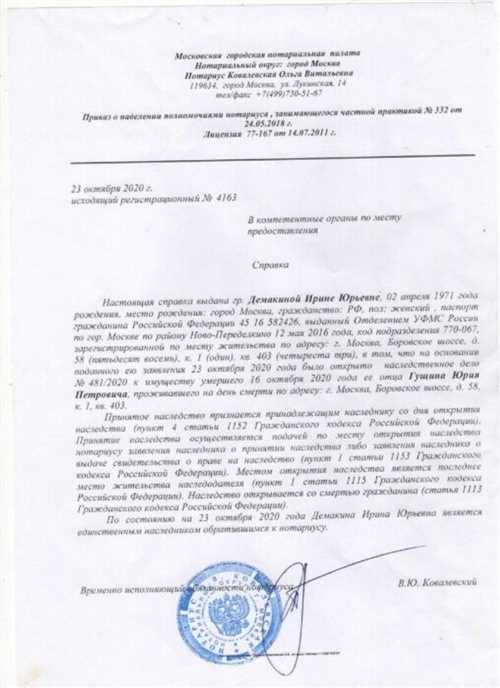 Московская городская нотариальная палата
Нотариальный округ: город Москва
Нотариус Ковалевская Ольга Витальевна
119634, город Москва, ул. Лукинская, 14
тел/факс +7(499)730-51-67
Приказ о наделении полномочиями нотариуса , занимающегося частной практикой № 332 от
24.05.2018 г.
Лицензия 77-167 от 14.07.2011 г.
23 октября 2020 г.
исходящий регистрационный № 4163
В компетентные органы по месту
предоставления
Справка
Настоящая справка выдана гр. Демакиной Ирине Юрьевне, 02 апреля 1971 года
рождения, место рождения: город Москва, гражданство: РФ, пол: женский , паспорт
гражданина Российской Федерации 45 16 582426, выданный Отделением УФМС России
по гор. Москве по району Ново-Переделкино 12 мая 2016 года, код подразделения 770-067,
зарегистрированной по месту жительства по адресу: г. Москва, Боровское шоссе, д.
58 (пятьдесят восемь), к. 1 (один), кв. 403 (четыреста три), в том, что на основании
поданного ею заявления 23 октября 2020 года было открыто наследственное дело
№ 481/2020 к имуществу умершего 16 октября 2020 года ее отца Гущина Юрия
Петровича, проживавшего на день смерти по адресу: г. Москва, Боровское шоссе, д. 58,
к. 1, кв. 403.
Принятое наследство признается принадлежащим наследнику со дня открытия
наследства (пункт 4 статьи 1152 Гражданского кодекса Российской Федерации).
Принятие наследства осуществляется подачей по месту открытия наследства
нотариусу заявления наследника о принятии наследства либо заявления наследника о
выдаче свидетельства о праве на наследство (пункт 1 статьи 1153 Гражданского
кодекса Российской Федерации). Местом открытия наследства является последнее
место жительства наследодателя (пункт 1 статьи 1115 Гражданского кодекса
Российской Федерации). Наследство открывается со смертью гражданина (статья 1113
Гражданского кодекса Российской Федерации).
По состоянию на 23 октября 2020 года Демакина Ирина Юрьевна является
единственным наследником обратившимся к нотариусу.
Временно исполняющий обязанности нотариуса В.Ю. Ковалевский